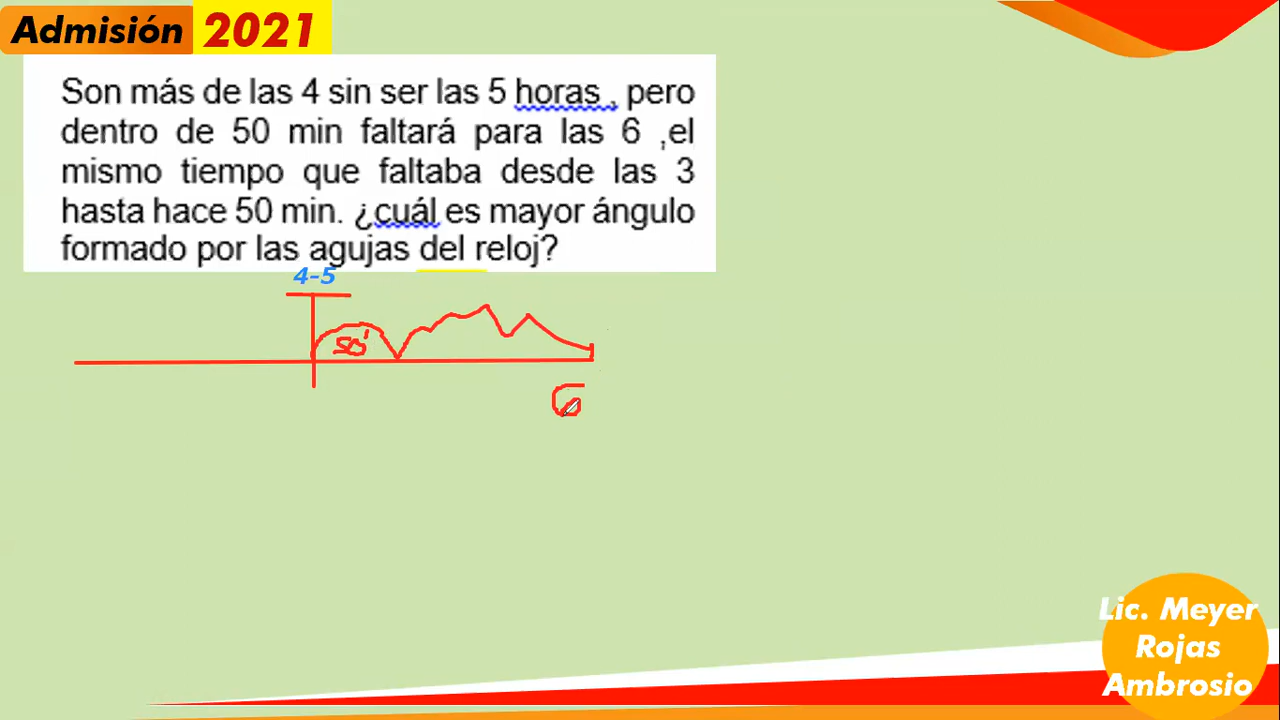 Admisión 2021
Son más de las 4 sin ser las 5 horas , pero
dentro de 50 min faltará para las 6 ,el
mismo tiempo que faltaba desde las 3
hasta hace 50 min. ¿cuál es mayor ángulo
formado por las agujas del reloj?
4-5
50'
6
Lic. Meyer
Rojas
Ambrosio